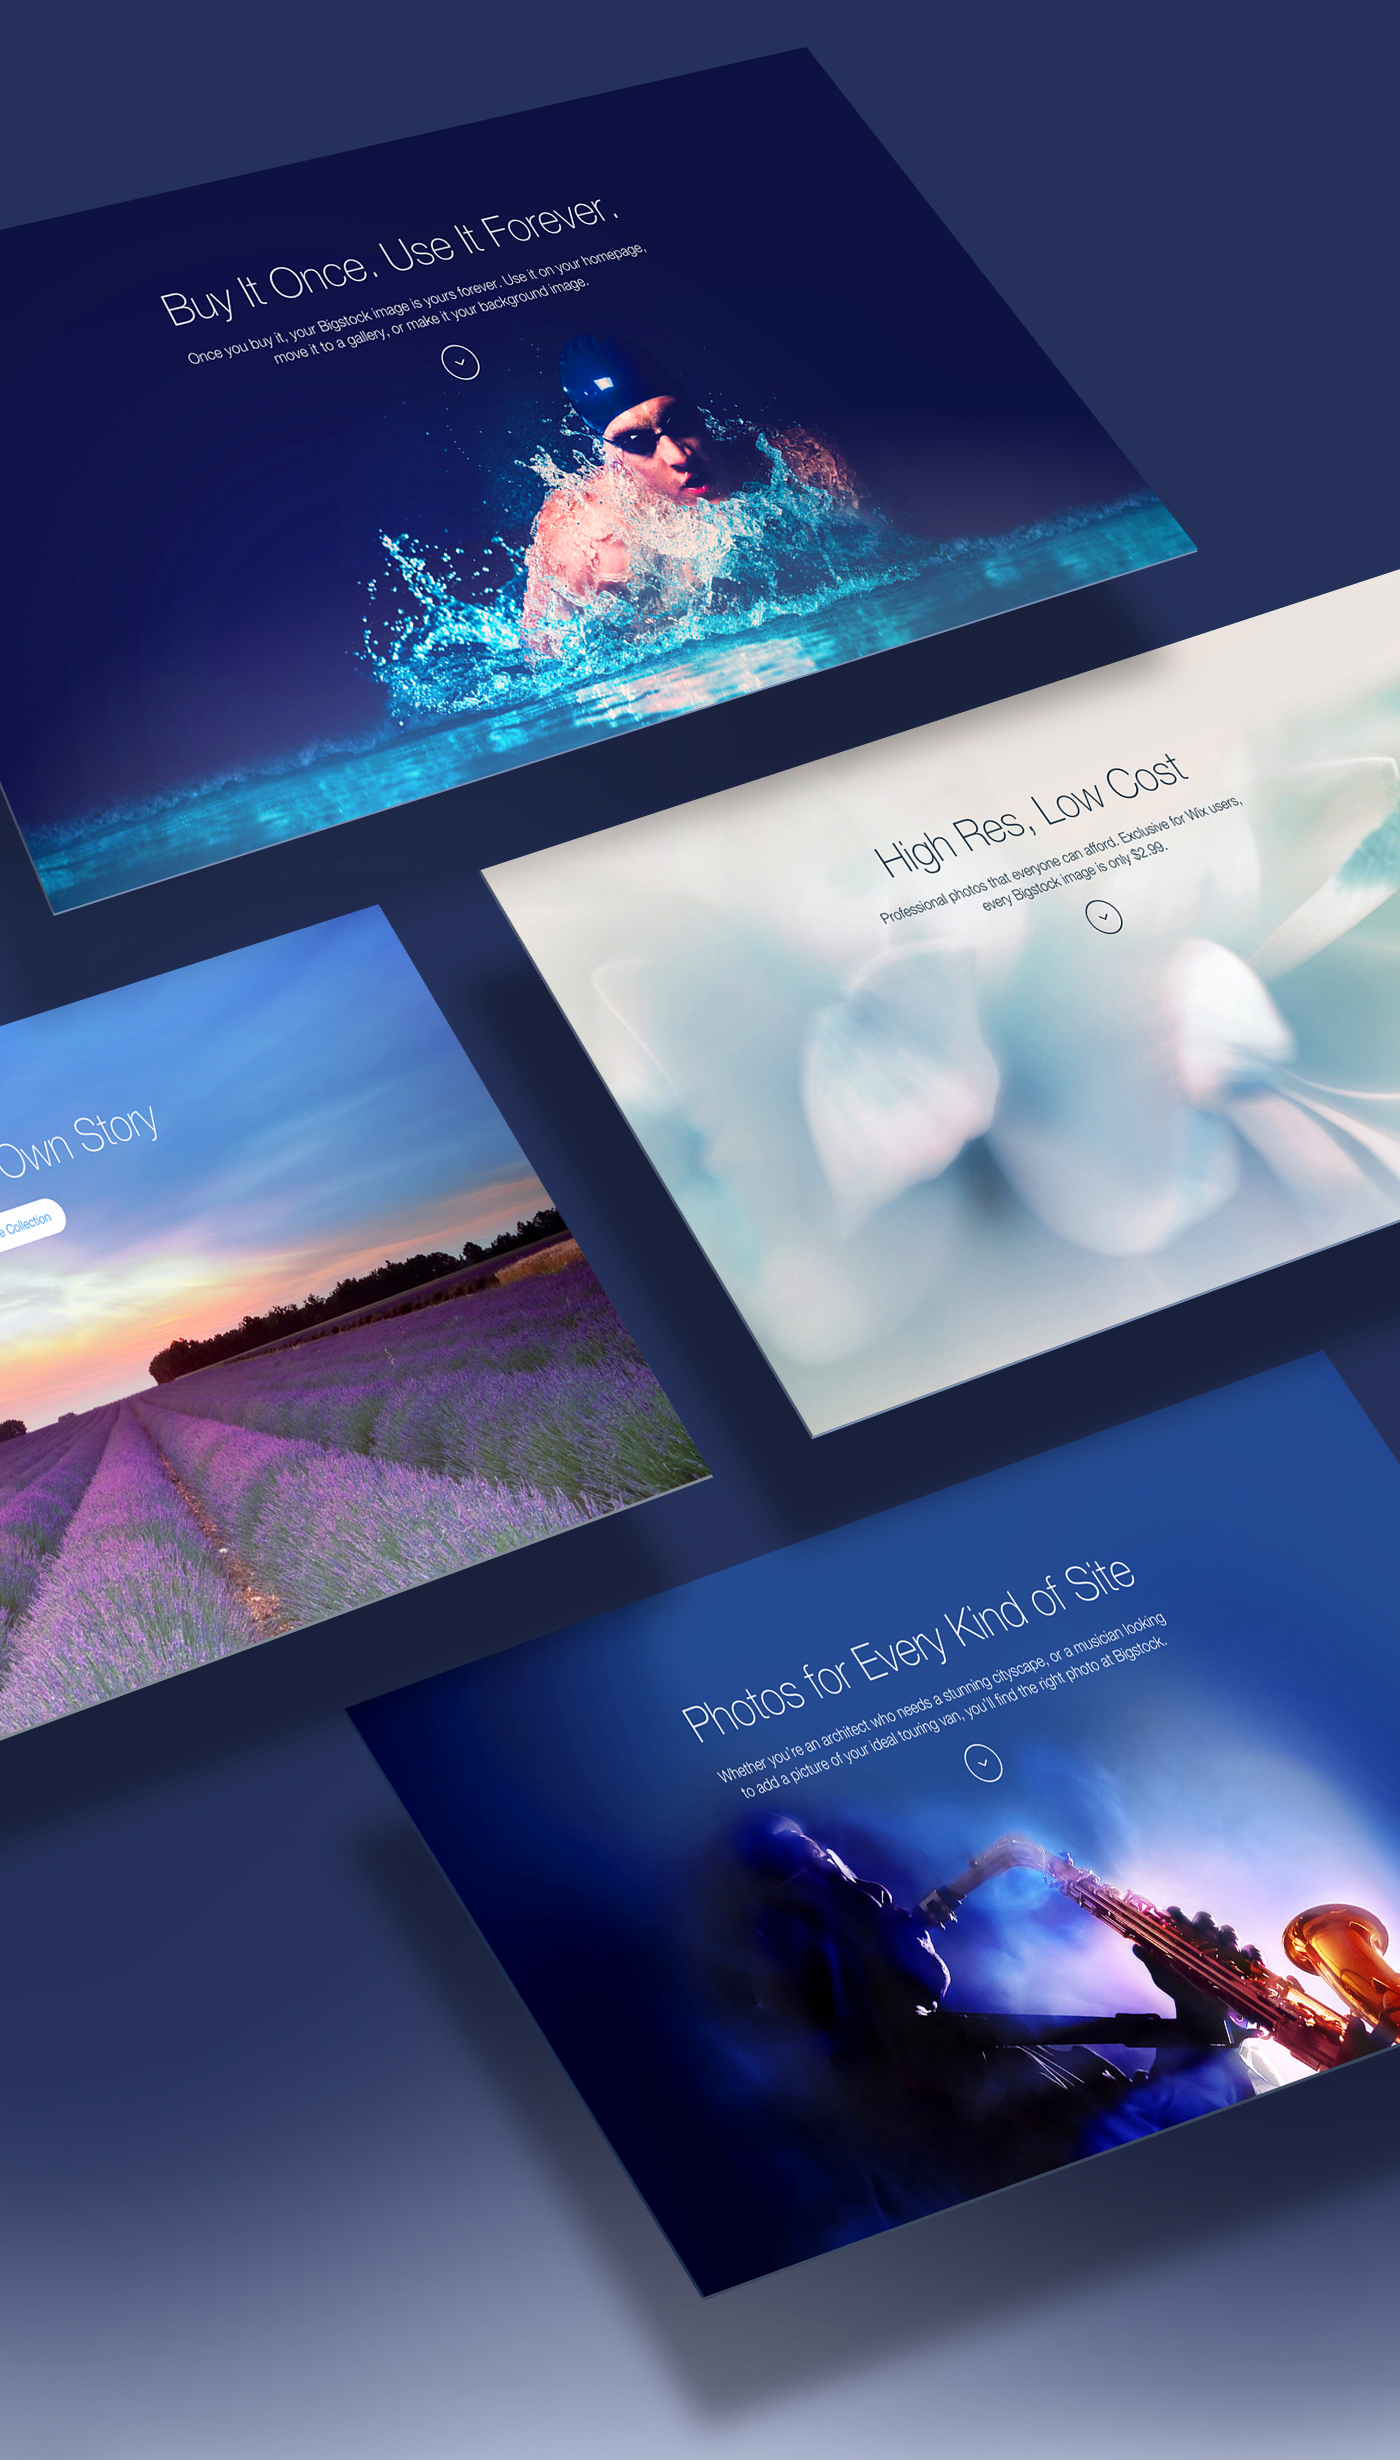 Buy It Once. Use It Forever.
Once you buy it, your Bigstock image is yours forever. Use it on your homepage,
move it to a gallery, or make it your background image.
High Res, Low Cost
Professional photos that everyone can afford. Exclusive for Wix users,
every Bigstock image is only $2.99.
Own Story
Collection
Photos for Every Kind of Site
Whether you're an architect who needs a stunning cityscape, or a musician looking
to add a picture of your ideal touring van, you'll find the right photo at Bigstock.